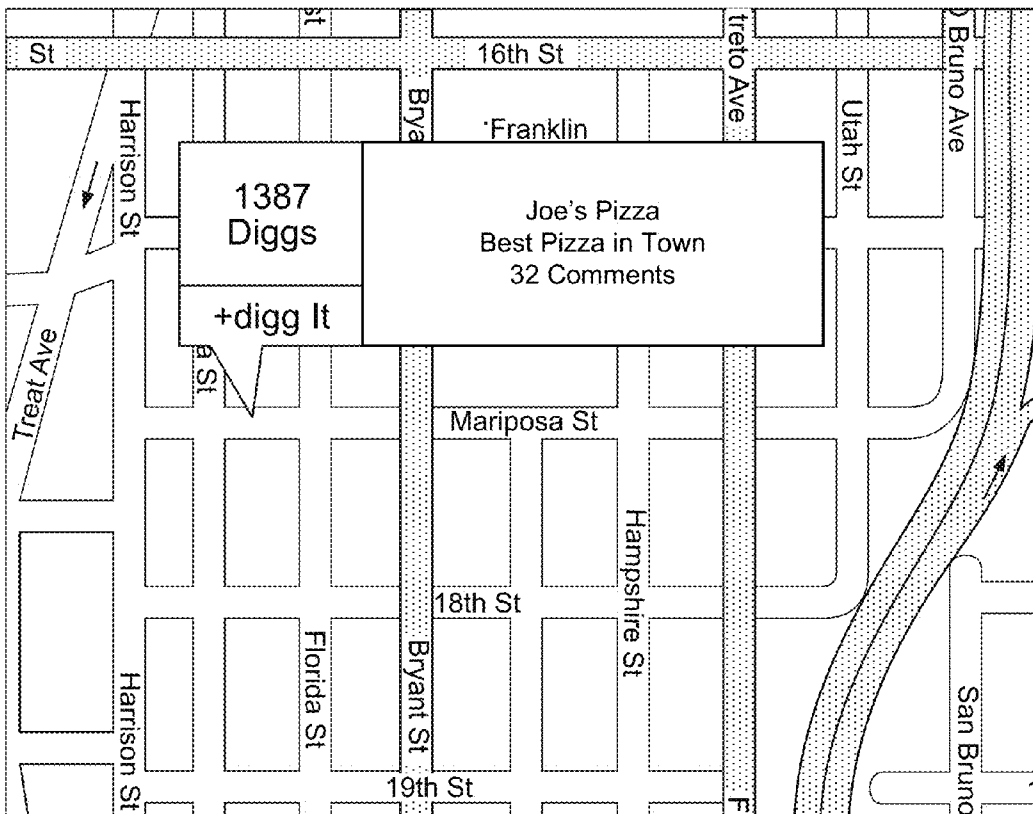 st
St
16th St
treto Ave
Bruno Ave
Harrison St
Bry
Franklin
Utah St
1387
Diggs
+digg It
Joe's Pizza
Best Pizza in Town
32 Comments
Treat Ave
a St
Mariposa St
Hampshire St
18th St
Florida St
Bryant St
Harrison St
San Bruno
19th St
F